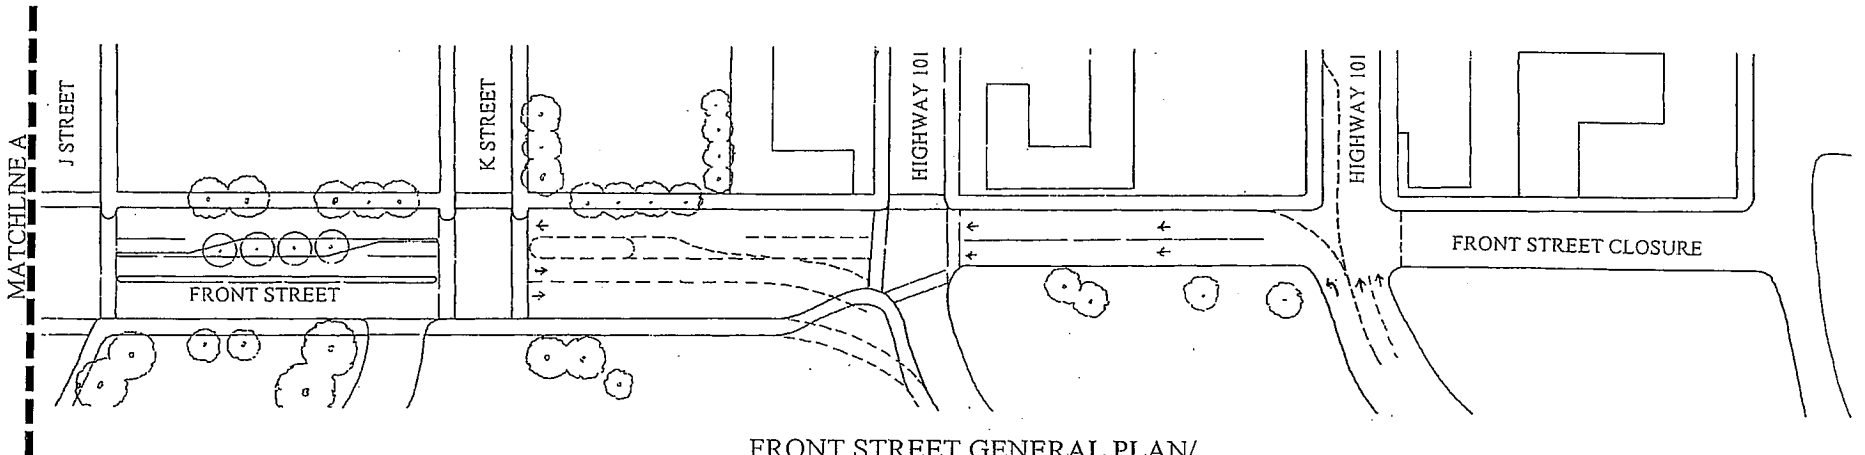 MATCHLINE A
J STREET
K STREET
HIGHWAY 101
HIGHWAY 101
FRONT STREET CLOSURE
FRONT STREET
FRONT STREET GENERAL PLAN/